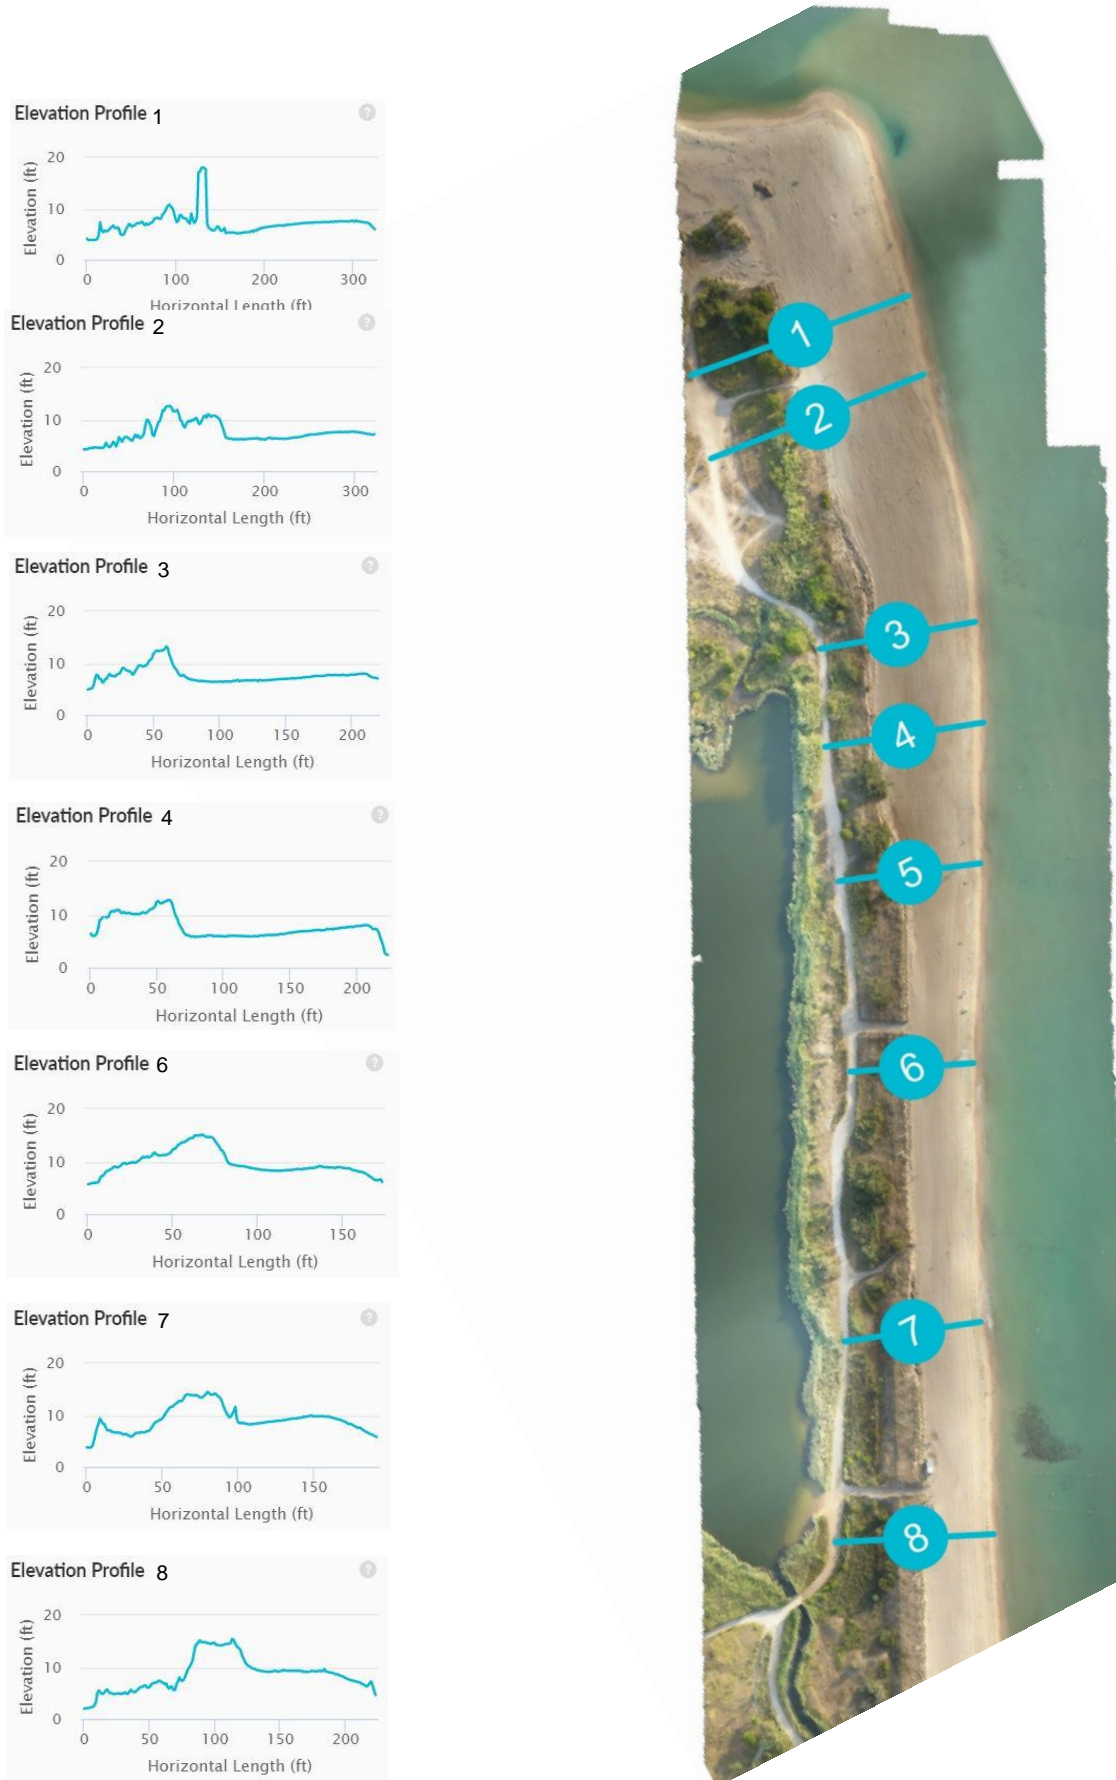 Elevation Profile 1
?
20
10
0
Elevation (ft)
0 100 200 300
Horizontal Length (ft)
Elevation Profile 2
?
20
10
0
Elevation (ft)
0 100 200 300
Horizontal Length (ft)
Elevation Profile 3
?
20
10
0
Elevation (ft)
0 50 100 150 200
Horizontal Length (ft)
Elevation Profile 4
?
20
10
0
Elevation (ft)
0 50 100 150 200
Horizontal Length (ft)
Elevation Profile 6
?
20
10
0
Elevation (ft)
0 50 100 150
Horizontal Length (ft)
Elevation Profile 7
?
20
10
0
Elevation (ft)
0 50 100 150
Horizontal Length (ft)
Elevation Profile 8
?
20
10
0
Elevation (ft)
0 50 100 150 200
Horizontal Length (ft)
1
2
3
4
5
6
7
8